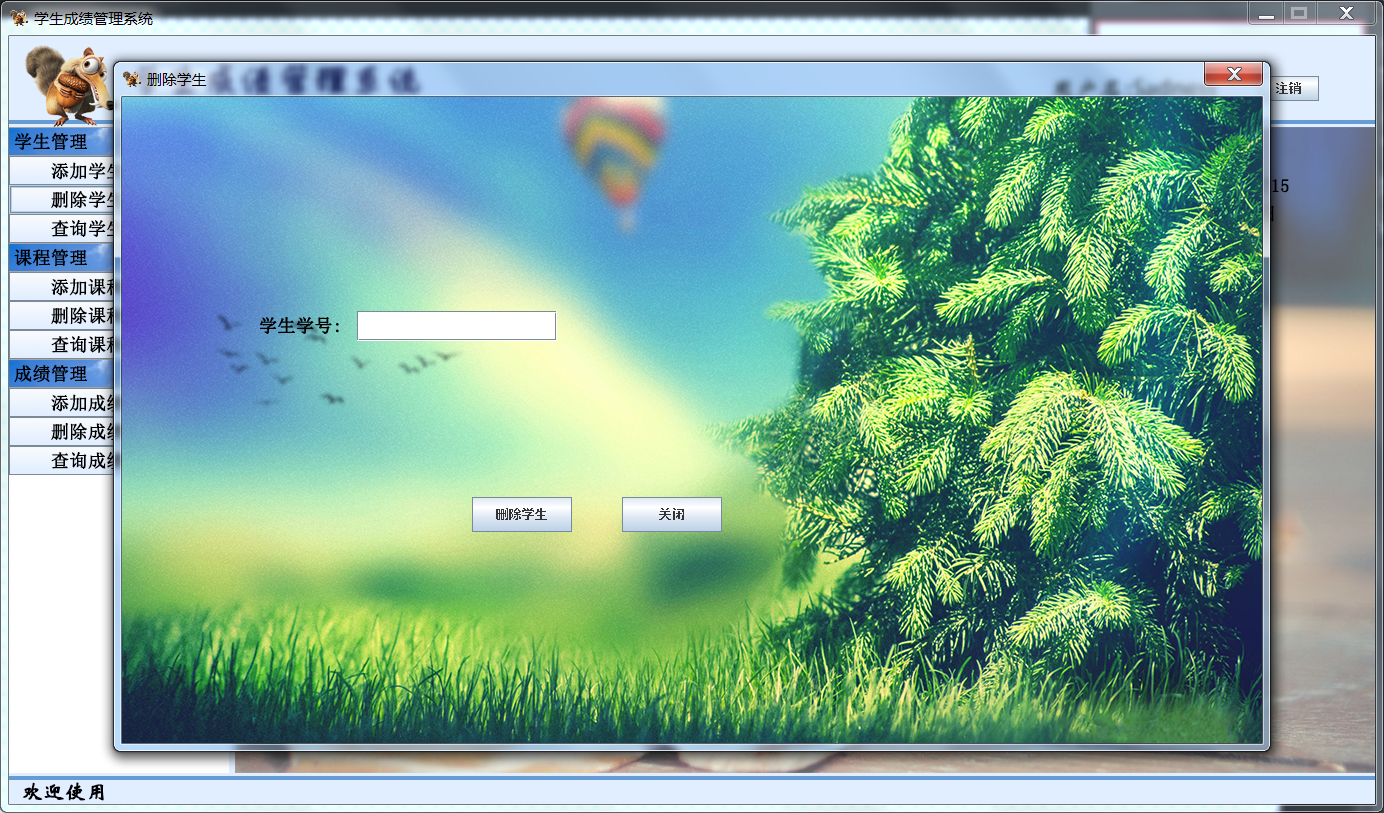 学生成绩管理系统
删除学生
注销
学生管理
添加学生
删除学生
查询学生
15
课程管理
添加课程
删除课程
查询课程
学生学号：
成绩管理
添加成绩
删除成绩
查询成绩
删除学生
关闭
欢迎使用